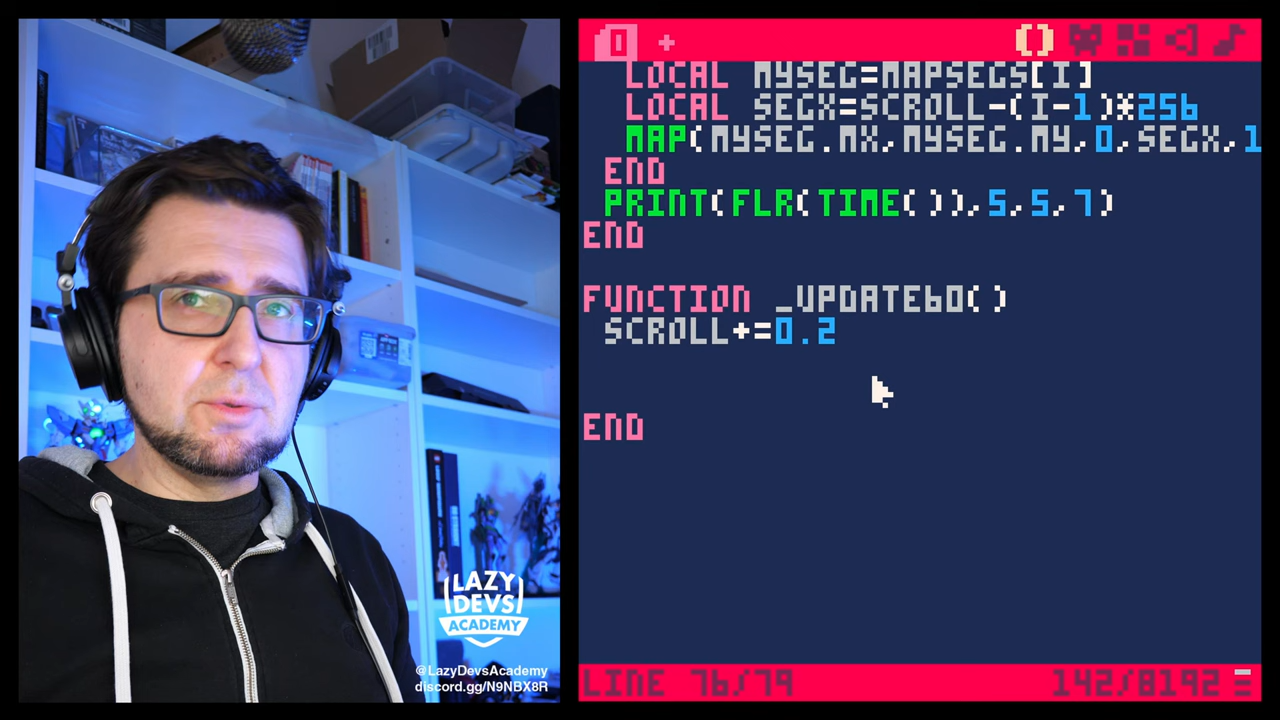 LAZY
DEVS
ACADEMY
@LazyDevsAcademy
discord.gg/N9NBX8R
0 +
LOCAL MYSEG=MAPSEGS[I]
LOCAL SEGX=SCROLL-(I-1)*256
MAP(MYSEG.MX,MYSEG.MY,0,SEGX,1
END
PRINT(FLR(TIME()),5,5,7)
END
FUNCTION _UPDATE60()
SCROLL+=0.2
END
LINE 76/79
142/8192